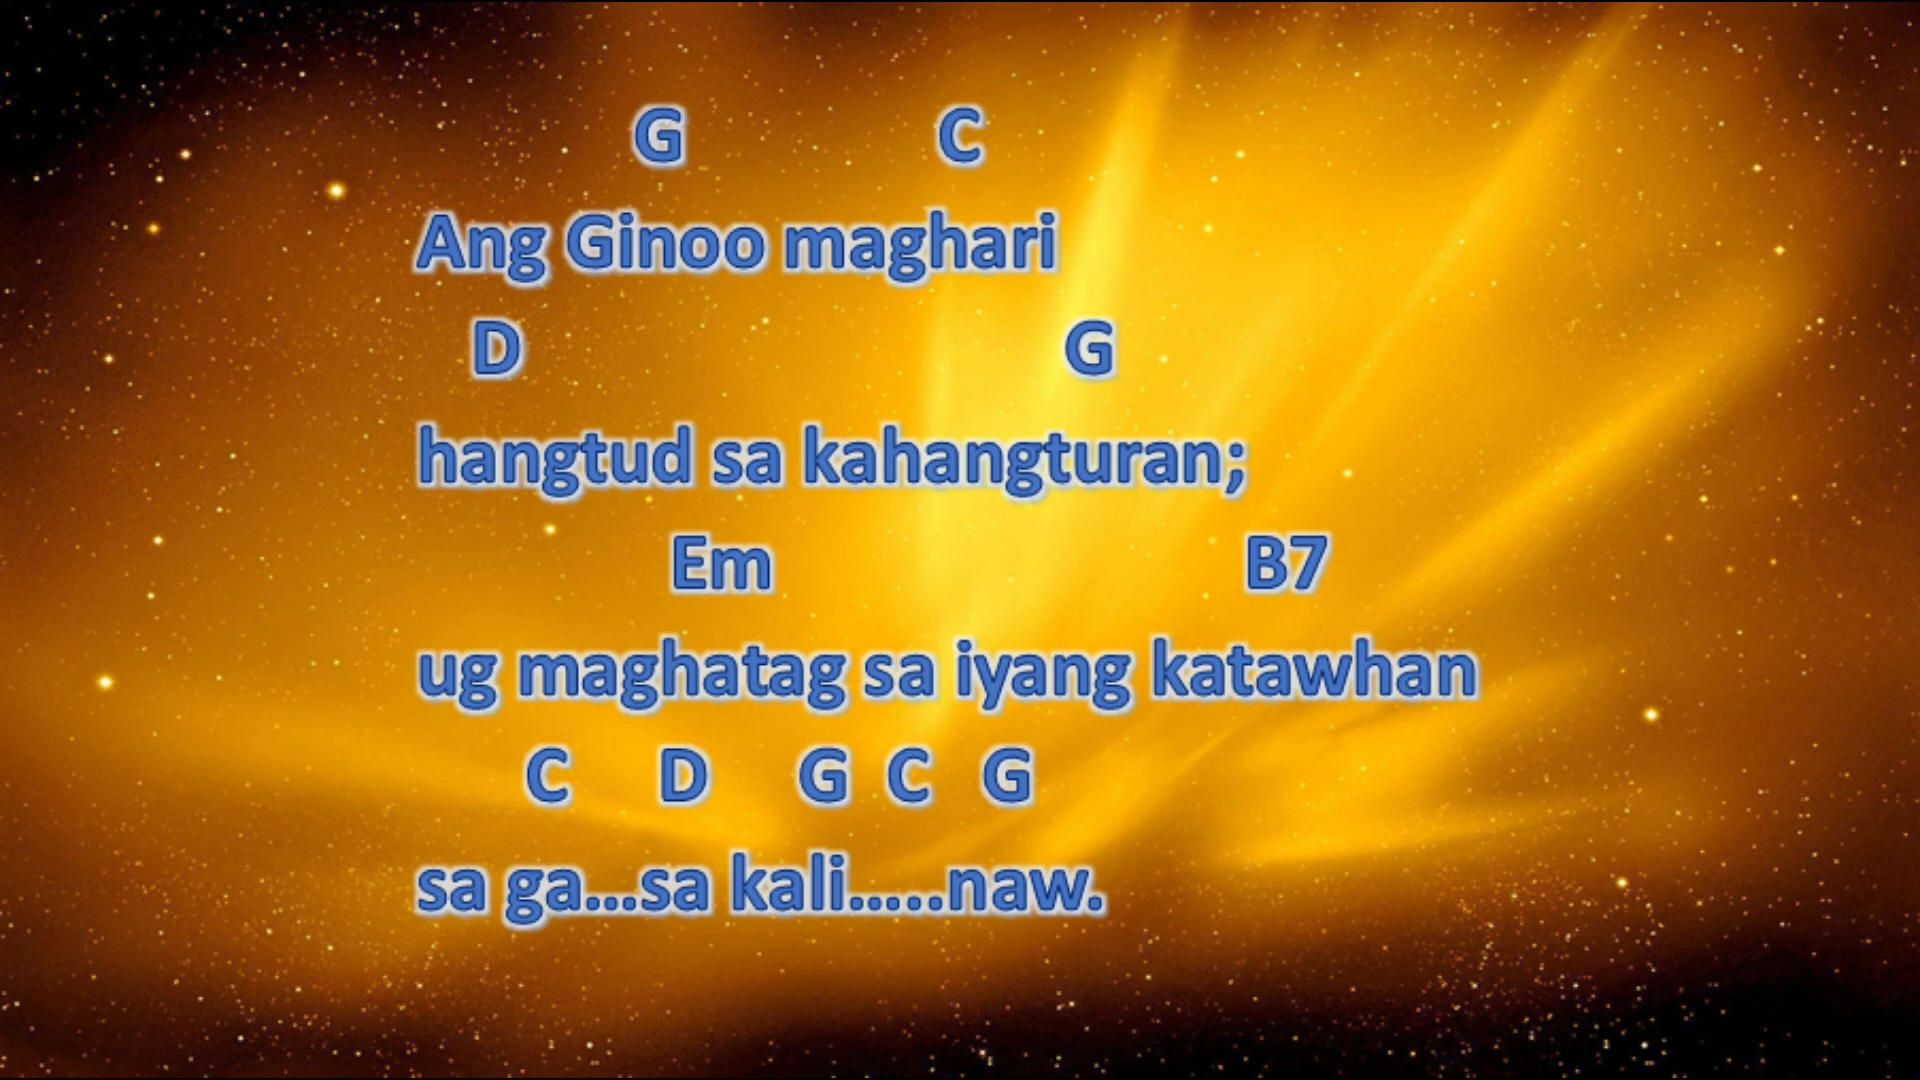 G C
Ang Ginoo maghari
D G
hangtud sa kahangturan;
Em B7
ug maghatag sa iyang katawhan
C D G C G
sa ga...sa kali.....naw.